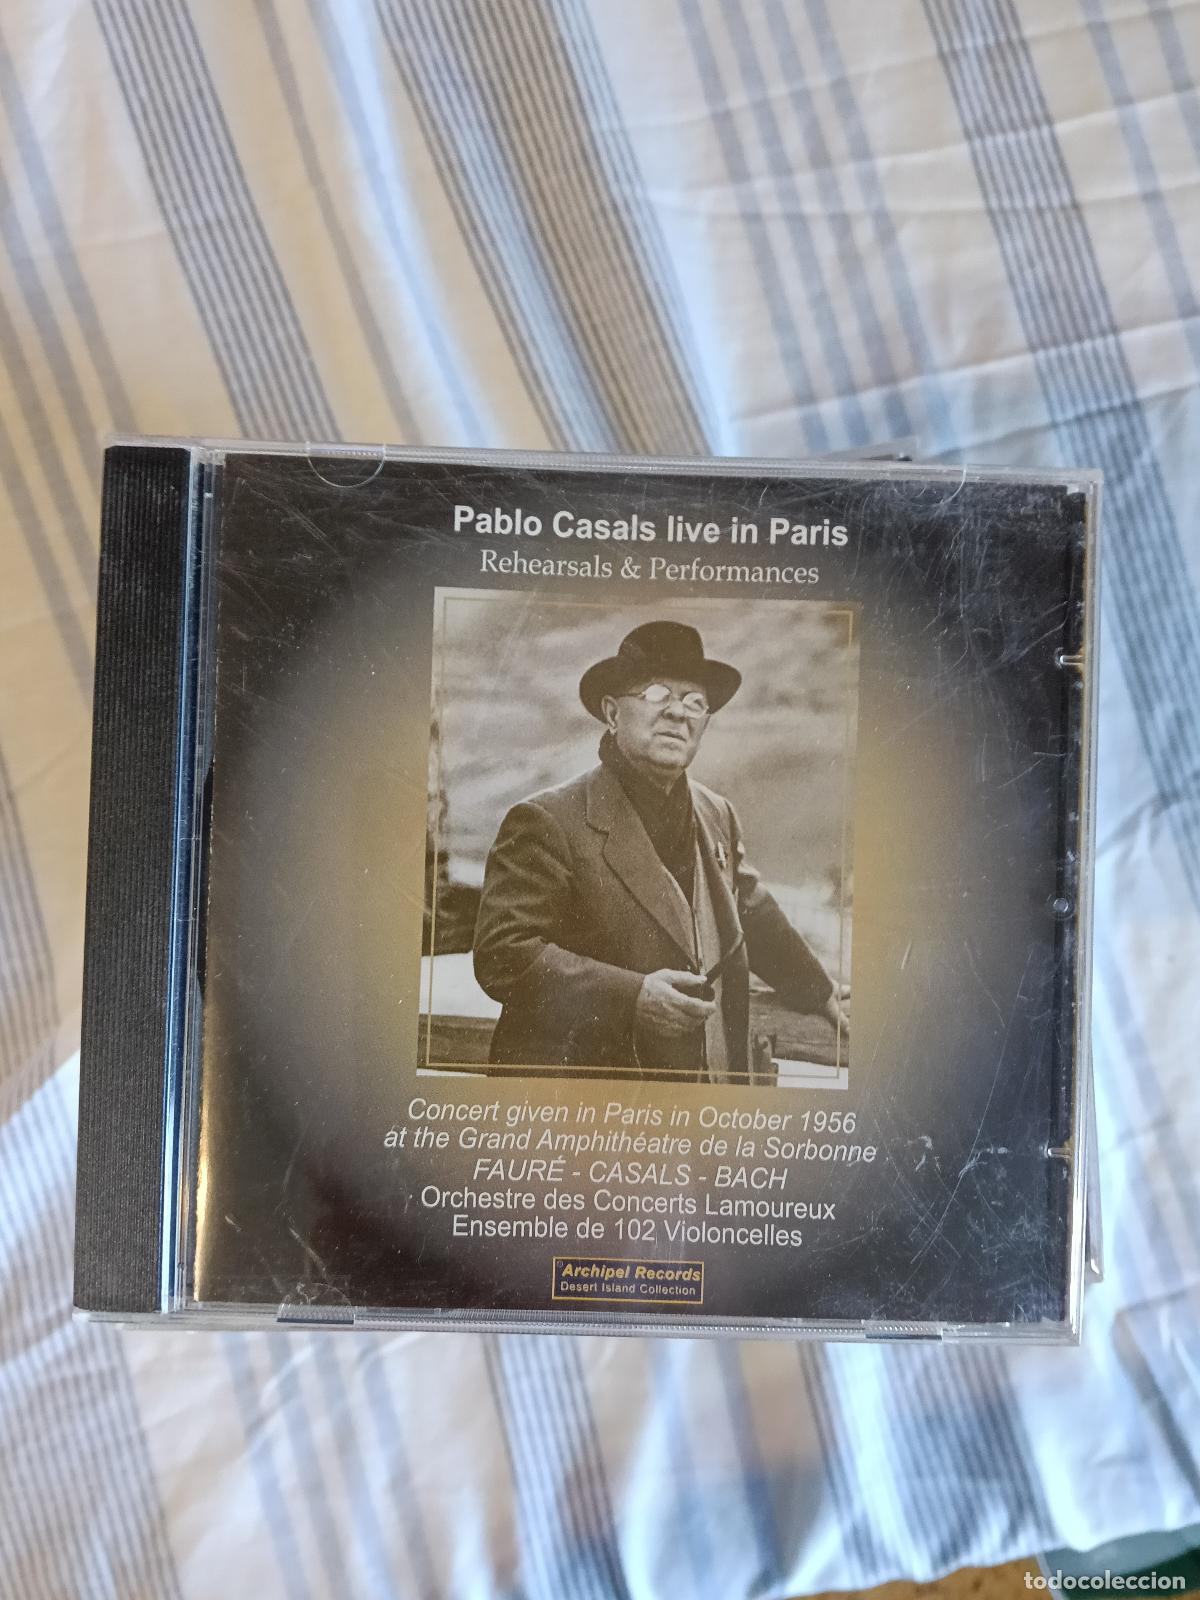 Pablo Casals live in Paris
Rehearsals & Performances
Concert given in Paris in October 1956
at the Grand Amphithéatre de la Sorbonne
FAURÉ - CASALS - BACH
Orchestre des Concerts Lamoureux
Ensemble de 102 Violoncelles
Archipel Records
Desert Island Collection
todocoleccion